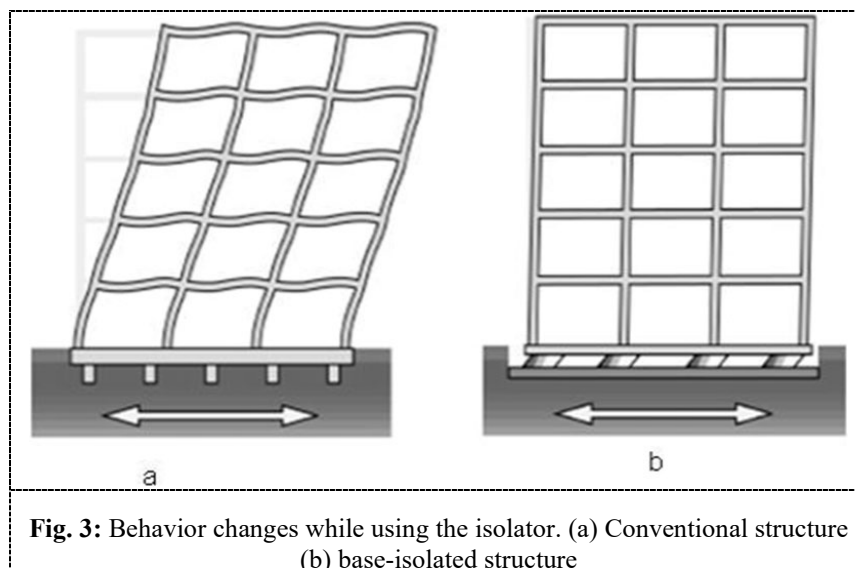 a
b
Fig. 3: Behavior changes while using the isolator. (a) Conventional structure
(b) base-isolated structure